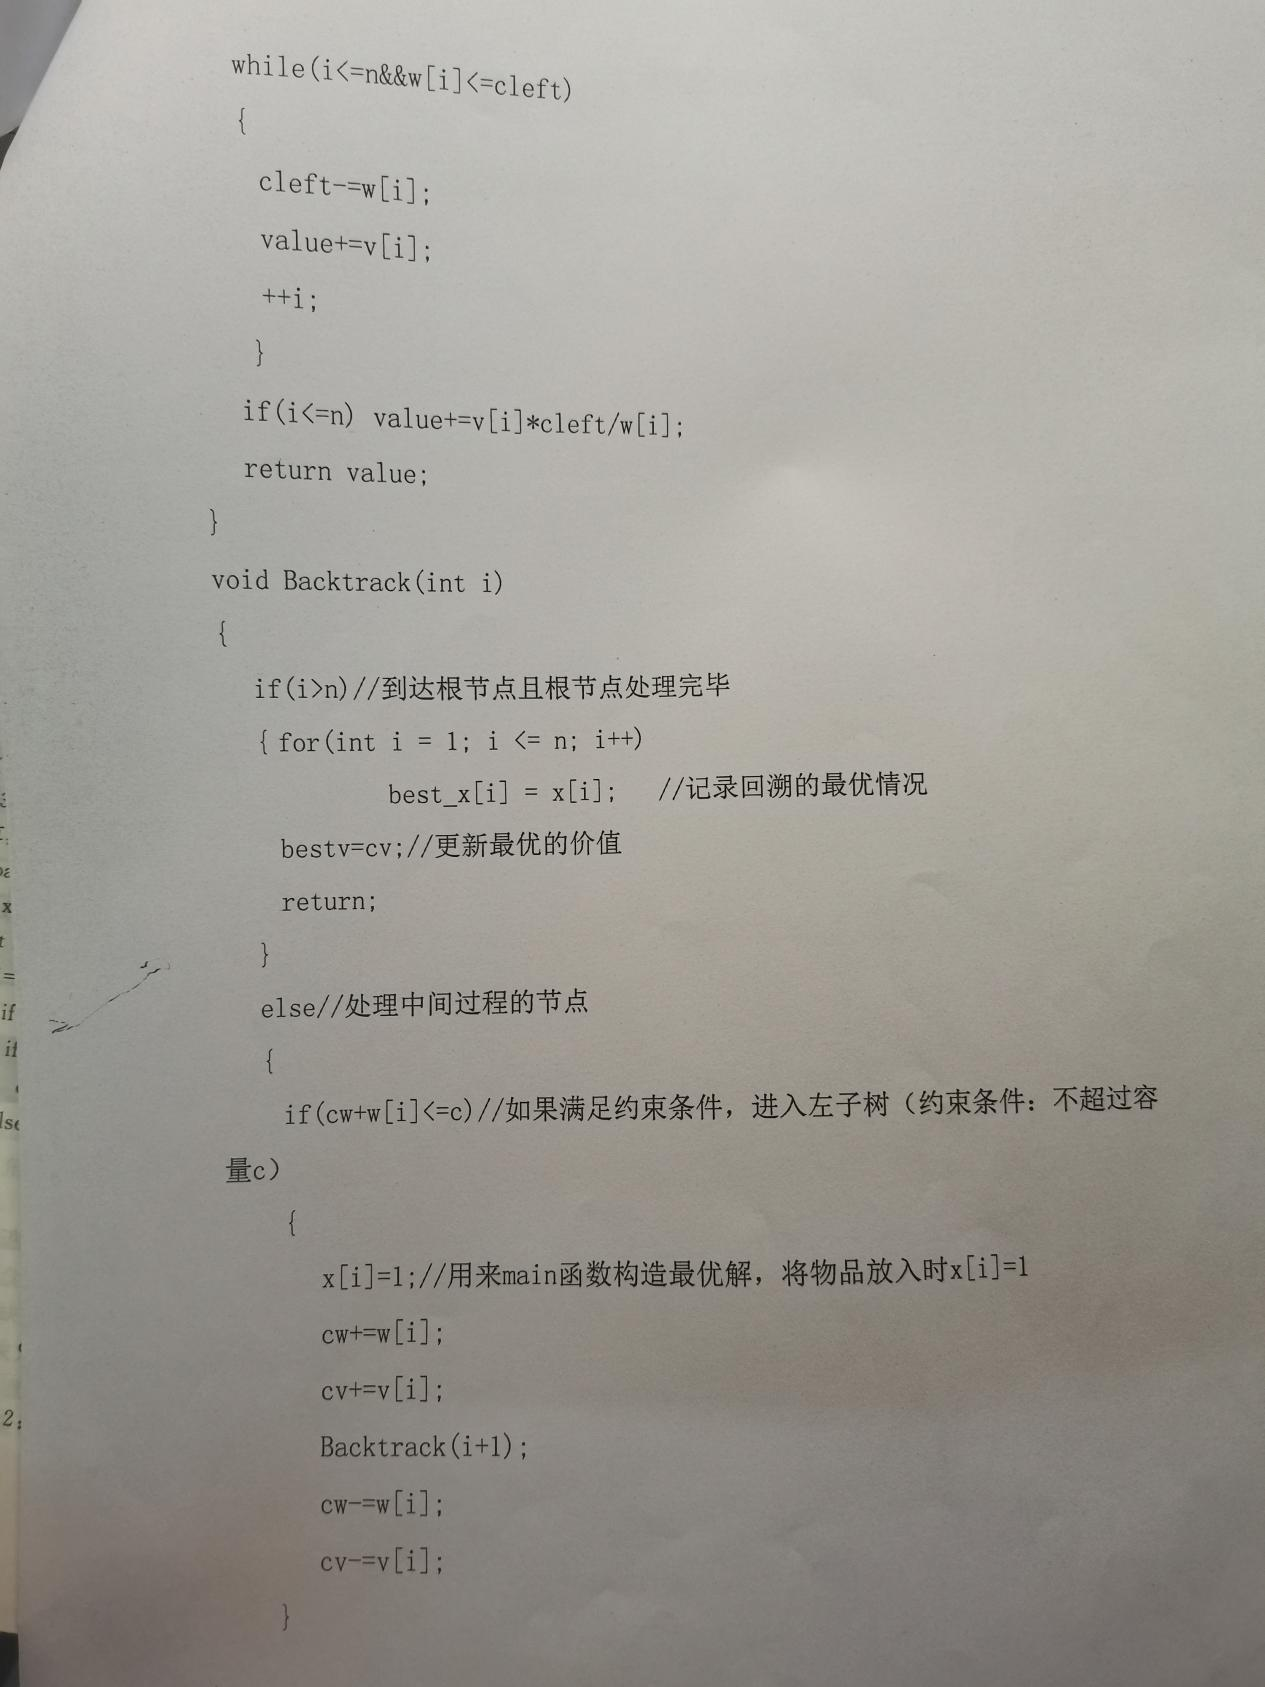 while(i<=n&&w[i]<=cleft)
{
cleft-=w[i];
value+=v[i];
++i;
}
if(i<=n) value+=v[i]*cleft/w[i];
return value;
}
void Backtrack(int i)
{
if(i>n)//到达根节点且根节点处理完毕
{for(int i = 1; i <= n; i++)
best_x[i] = x[i]; //记录回溯的最优情况
bestv=cv;//更新最优的价值
return;
}
else//处理中间过程的节点
{
if(cw+w[i]<=c)//如果满足约束条件，进入左子树（约束条件：不超过容
量c）
{
x[i]=1;//用来main函数构造最优解，将物品放入时x[i]=1
cw+=w[i];
cv+=v[i];
Backtrack(i+1);
cw-=w[i];
cv-=v[i];
}